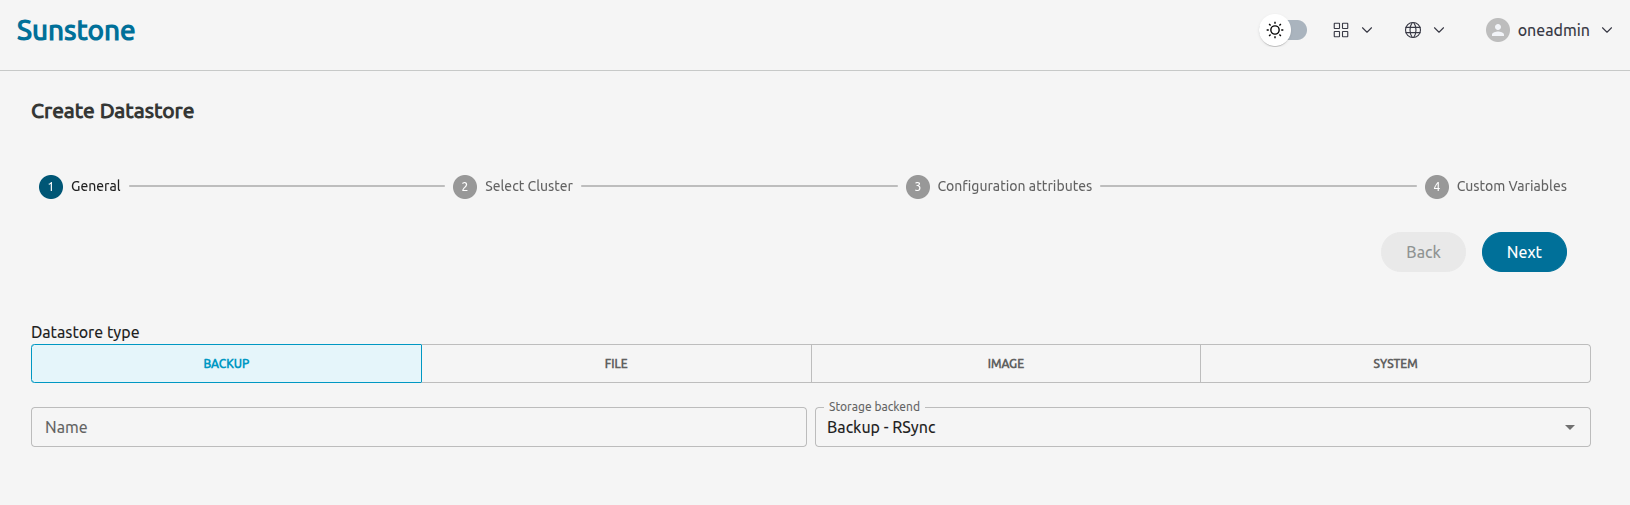 Sunstone
oneadmin
Create Datastore
1 General 2 Select Cluster 3 Configuration attributes 4 Custom Variables
Back Next
Datastore type
BACKUP FILE IMAGE SYSTEM
Storage backend
Name Backup - RSync